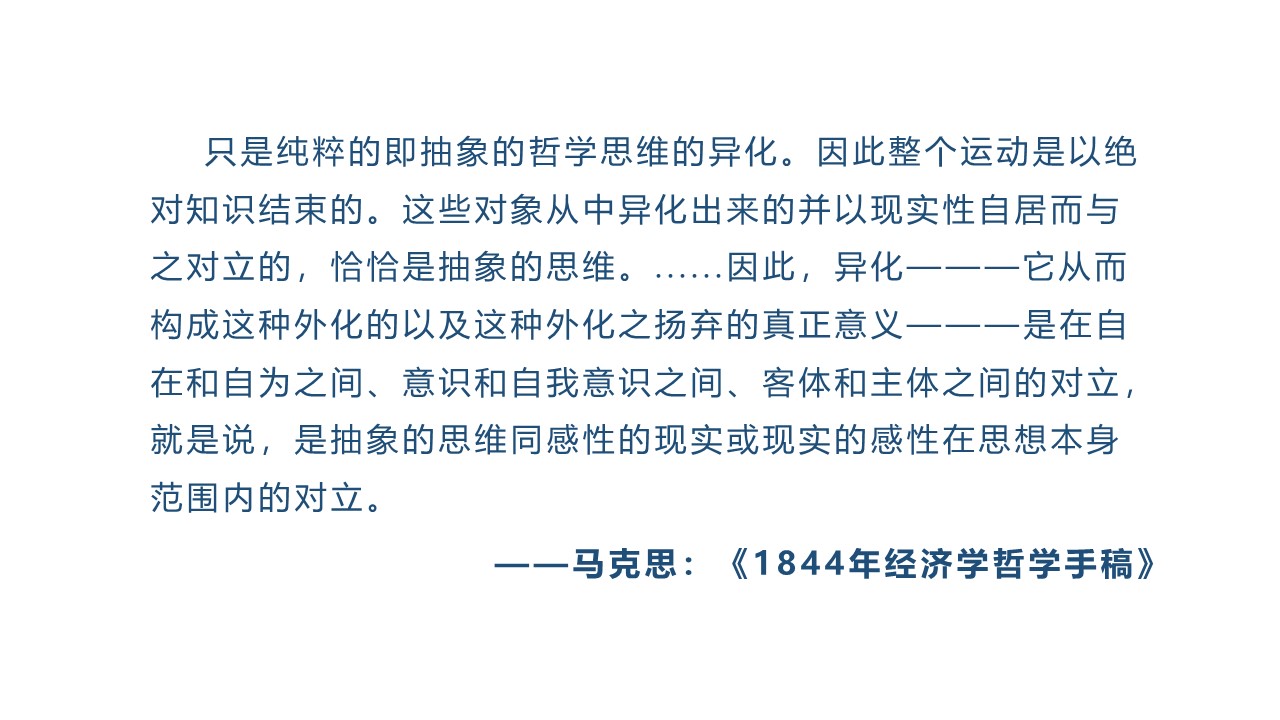 只是纯粹的即抽象的哲学思维的异化。因此整个运动是以绝
对知识结束的。这些对象从中异化出来的并以现实性自居而与
之对立的，恰恰是抽象的思维。……因此，异化———它从而
构成这种外化的以及这种外化之扬弃的真正意义———是在自
在和自为之间、意识和自我意识之间、客体和主体之间的对立，
就是说，是抽象的思维同感性的现实或现实的感性在思想本身
范围内的对立。
——马克思：《1844年经济学哲学手稿》